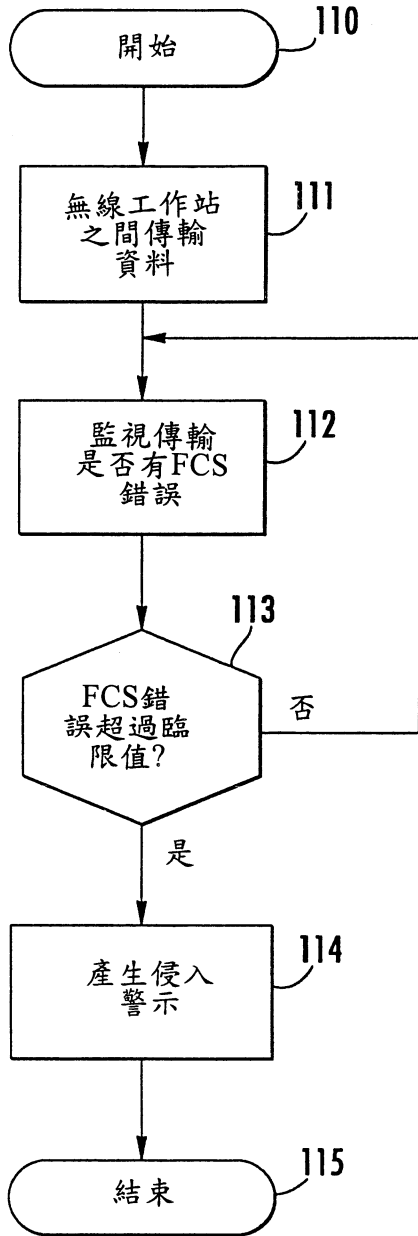 110
開始
111
無線工作站
之間傳輸
資料
112
監視傳輸
是否有FCS
錯誤
113
FCS錯
誤超過臨
限值?
否
是
114
產生侵入
警示
115
結束